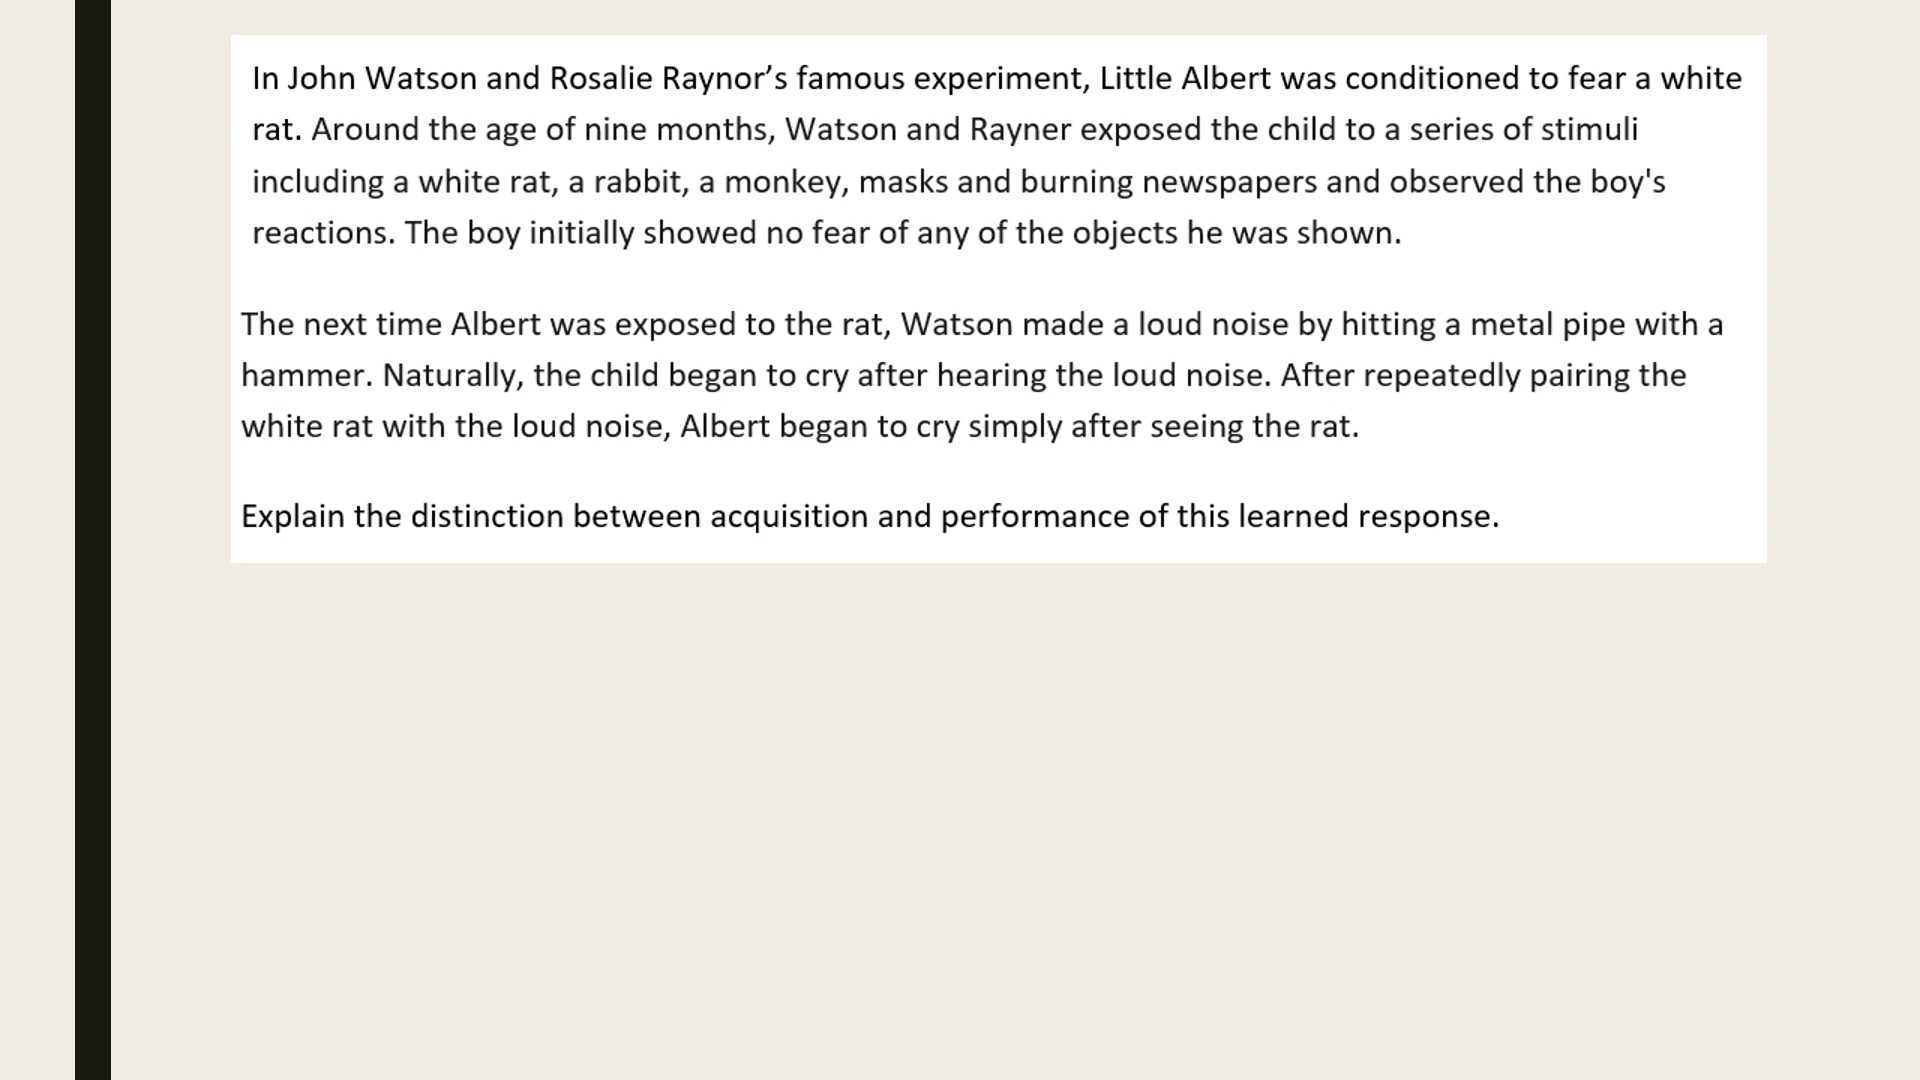 In John Watson and Rosalie Raynor’s famous experiment, Little Albert was conditioned to fear a white
rat. Around the age of nine months, Watson and Rayner exposed the child to a series of stimuli
including a white rat, a rabbit, a monkey, masks and burning newspapers and observed the boy's
reactions. The boy initially showed no fear of any of the objects he was shown.
The next time Albert was exposed to the rat, Watson made a loud noise by hitting a metal pipe with a
hammer. Naturally, the child began to cry after hearing the loud noise. After repeatedly pairing the
white rat with the loud noise, Albert began to cry simply after seeing the rat.
Explain the distinction between acquisition and performance of this learned response.